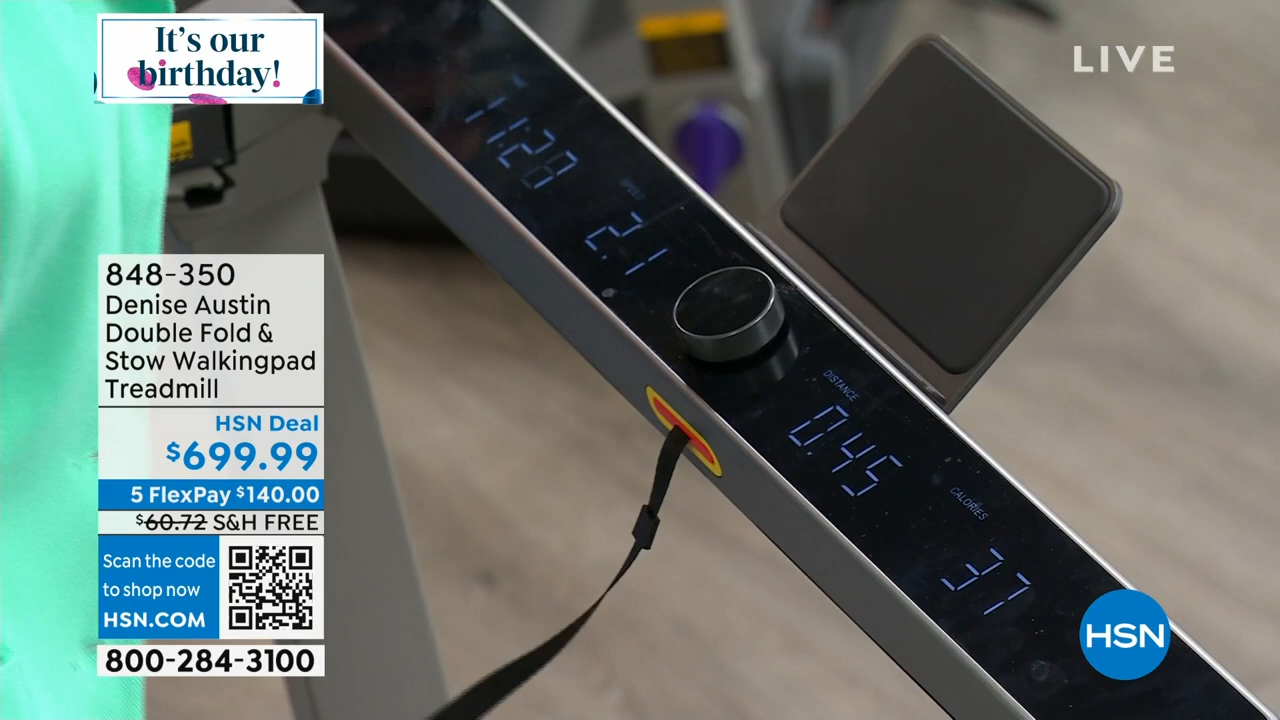 It's our
birthday!
LIVE
848-350
Denise Austin
Double Fold &
Stow Walkingpad
Treadmill
HSN Deal
$699.99
5 FlexPay $140.00
$60.72 S&H FREE
Scan the code
to shop now
HSN.COM
800-284-3100
11:28
SPEED
2.1
DISTANCE
0.45
CALORIES
37
HSN